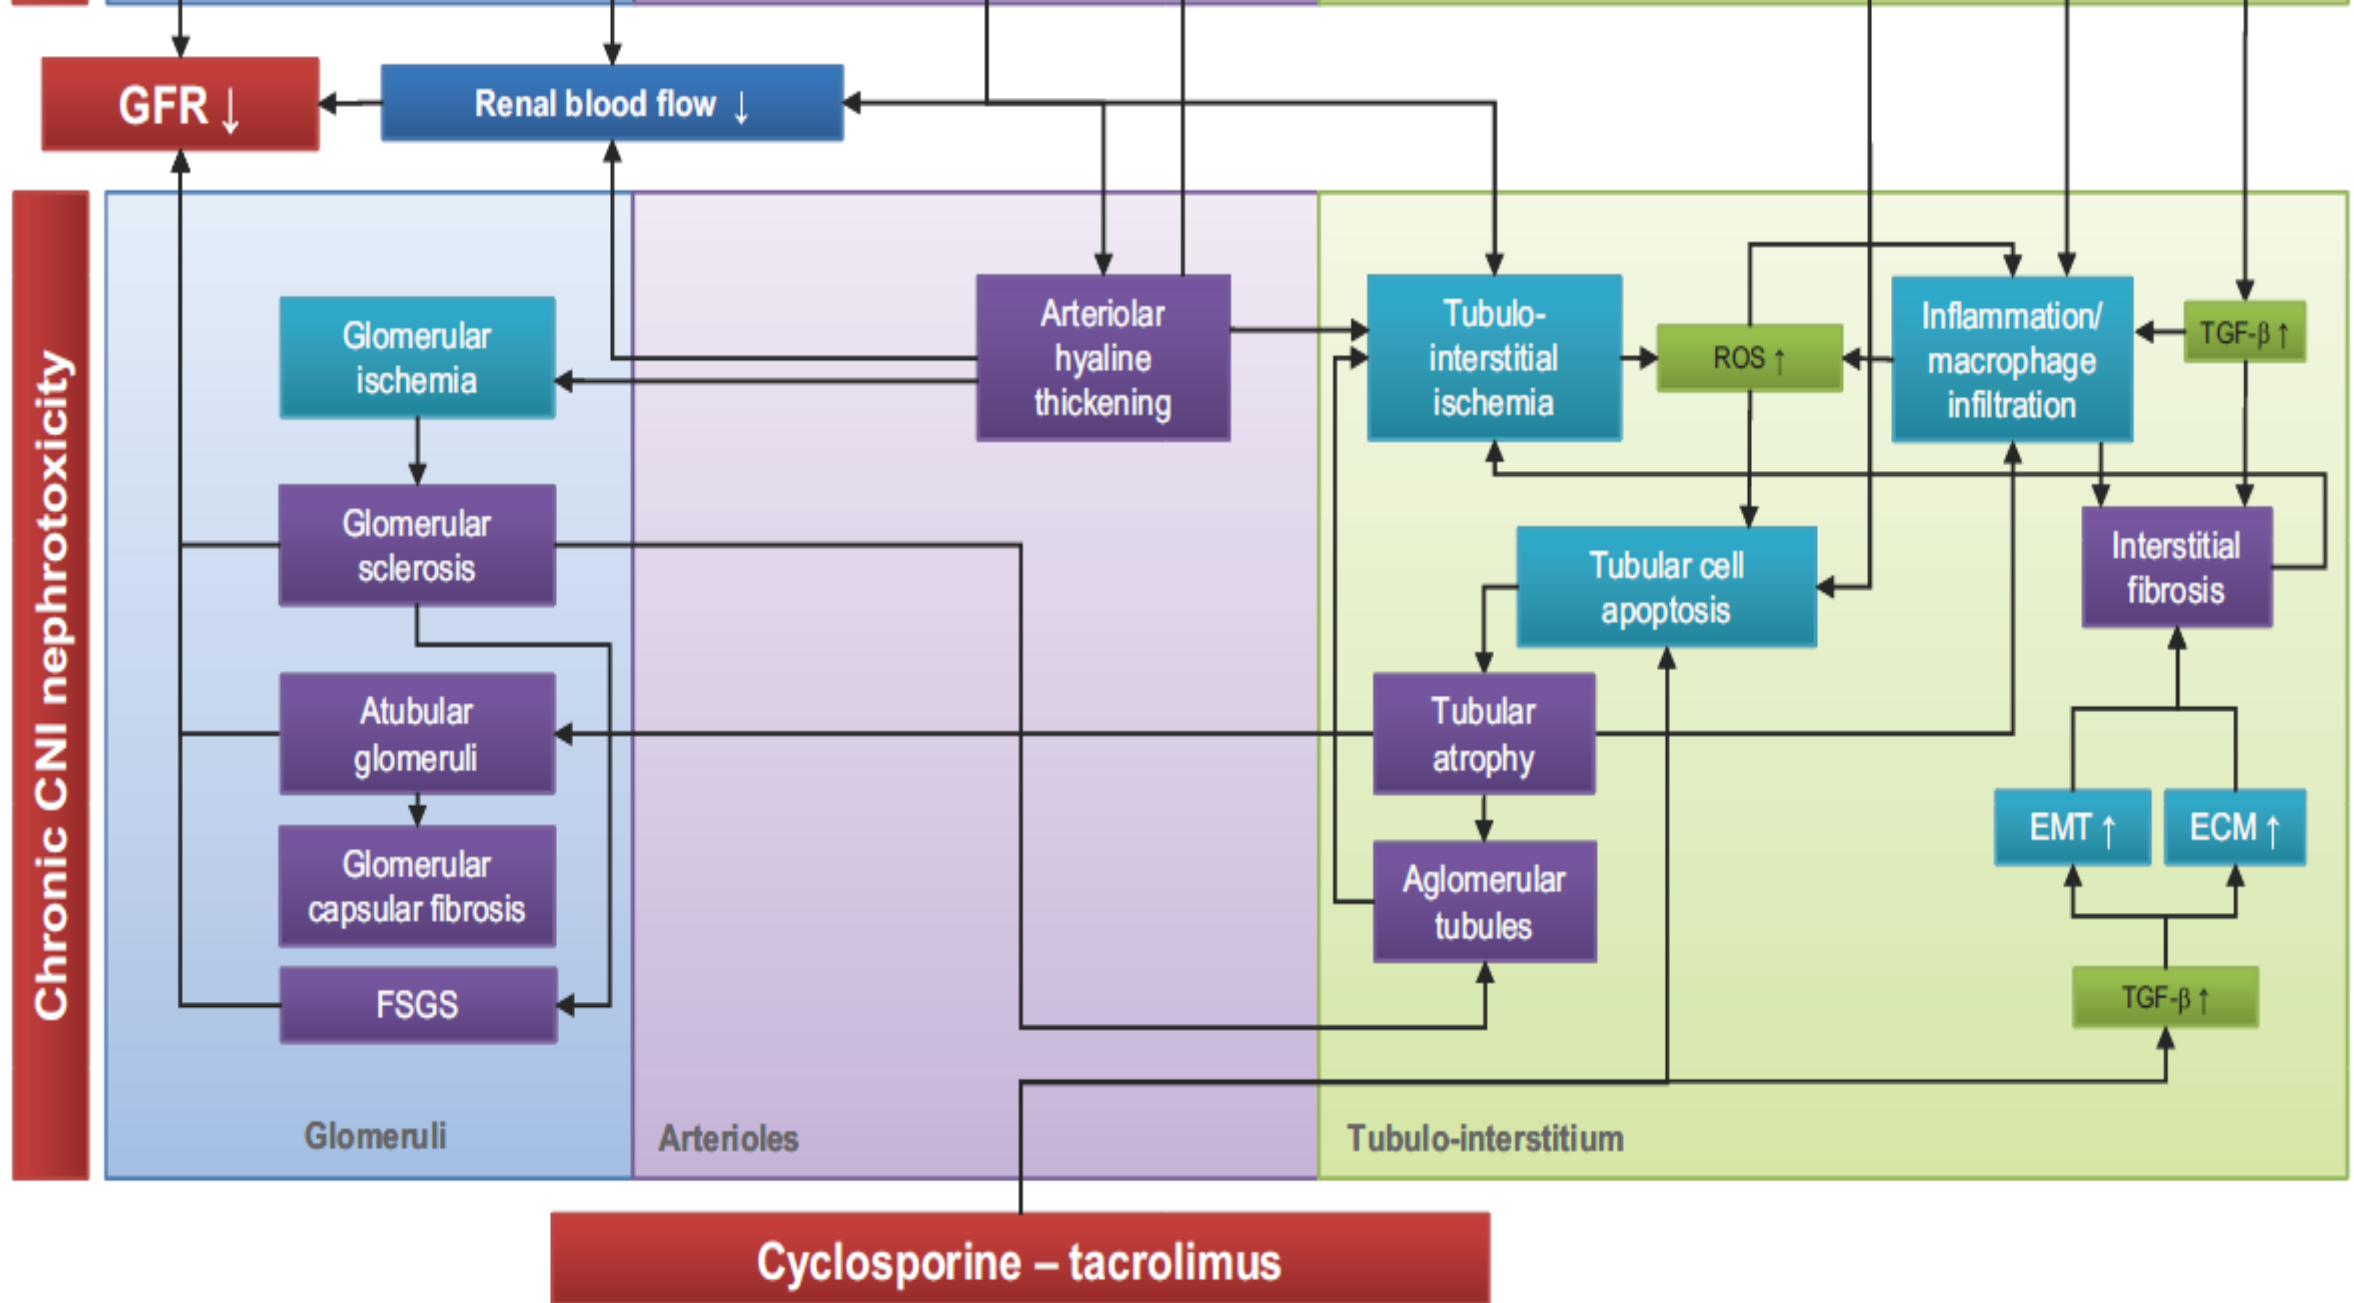 GFR ↓
Renal blood flow ↓
Chronic CNI nephrotoxicity
Glomerular
ischemia
Glomerular
sclerosis
Atubular
glomeruli
Glomerular
capsular fibrosis
FSGS
Glomeruli
Arteriolar
hyaline
thickening
Arterioles
Tubulo-
interstitial
ischemia
ROS ↑
Inflammation/
macrophage
infiltration
TGF-β ↑
Tubular cell
apoptosis
Interstitial
fibrosis
Tubular
atrophy
Aglomerular
tubules
EMT ↑
ECM ↑
TGF-β ↑
Tubulo-interstitium
Cyclosporine – tacrolimus